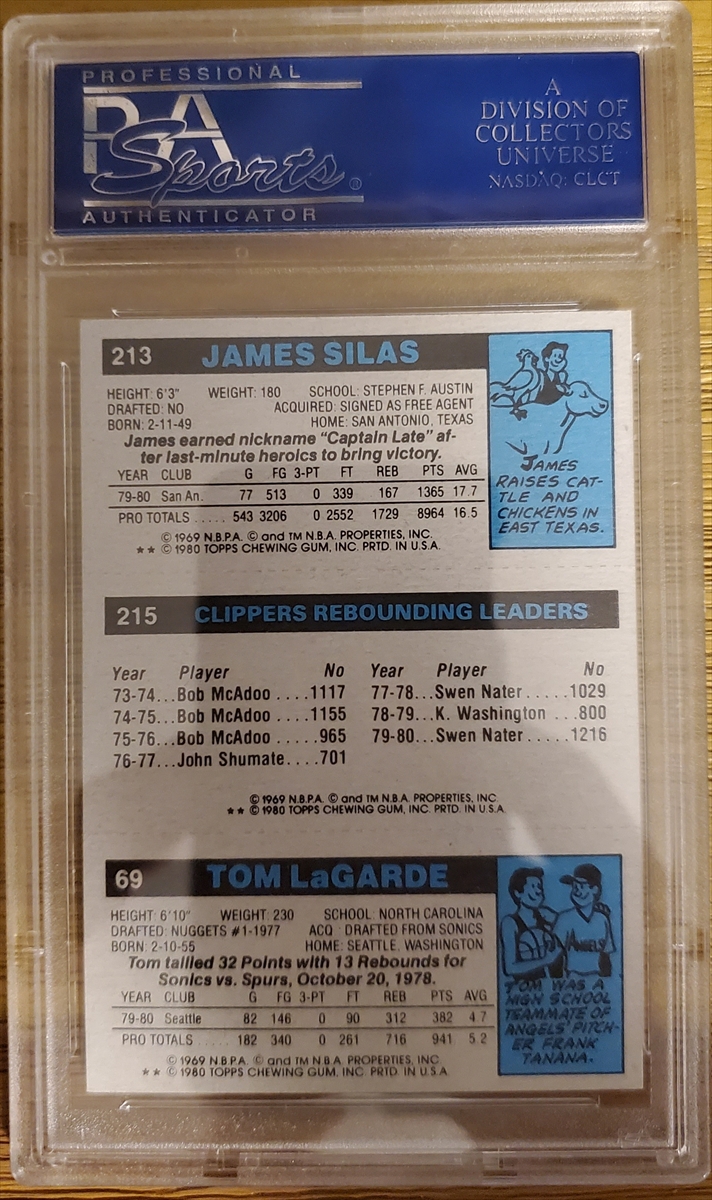 PROFESSIONAL
PSA
Sports®
AUTHENTICATOR
A
DIVISION OF
COLLECTORS
UNIVERSE
NASDAQ: CLCT
213 JAMES SILAS
HEIGHT: 6'3" WEIGHT: 180 SCHOOL: STEPHEN F. AUSTIN
DRAFTED: NO ACQUIRED: SIGNED AS FREE AGENT
BORN: 2-11-49 HOME: SAN ANTONIO, TEXAS
James earned nickname "Captain Late" af-
ter last-minute heroics to bring victory.
YEAR CLUB G FG 3-PT FT REB PTS AVG
79-80 San An. 77 513 0 339 167 1365 17.7
PRO TOTALS ..... 543 3206 0 2552 1729 8964 16.5
© 1969 N.B.P.A. © and TM N.B.A. PROPERTIES, INC.
★★ © 1980 TOPPS CHEWING GUM, INC. PRTD. IN U.S.A.
JAMES
RAISES CAT-
TLE AND
CHICKENS IN
EAST TEXAS.
215 CLIPPERS REBOUNDING LEADERS
Year Player No Year Player No
73-74...Bob McAdoo ....1117 77-78...Swen Nater .....1029
74-75...Bob McAdoo ....1155 78-79...K. Washington ...800
75-76...Bob McAdoo .....965 79-80...Swen Nater .....1216
76-77...John Shumate....701
© 1969 N.B.P.A. © and TM N.B.A. PROPERTIES, INC.
★★ © 1980 TOPPS CHEWING GUM, INC. PRTD. IN U.S.A.
69 TOM LaGARDE
HEIGHT: 6'10" WEIGHT: 230 SCHOOL: NORTH CAROLINA
DRAFTED: NUGGETS #1-1977 ACQ.: DRAFTED FROM SONICS
BORN: 2-10-55 HOME: SEATTLE, WASHINGTON
Tom tallied 32 Points with 13 Rebounds for
Sonics vs. Spurs, October 20, 1978.
YEAR CLUB G FG 3-PT FT REB PTS AVG
79-80 Seattle 82 146 0 90 312 382 4.7
PRO TOTALS ..... 182 340 0 261 716 941 5.2
© 1969 N.B.P.A. © and TM N.B.A. PROPERTIES, INC.
★★ © 1980 TOPPS CHEWING GUM, INC. PRTD. IN U.S.A.
ANGELS
TOM WAS A
HIGH SCHOOL
TEAMMATE OF
ANGELS' PITCH-
ER FRANK
TANANA.